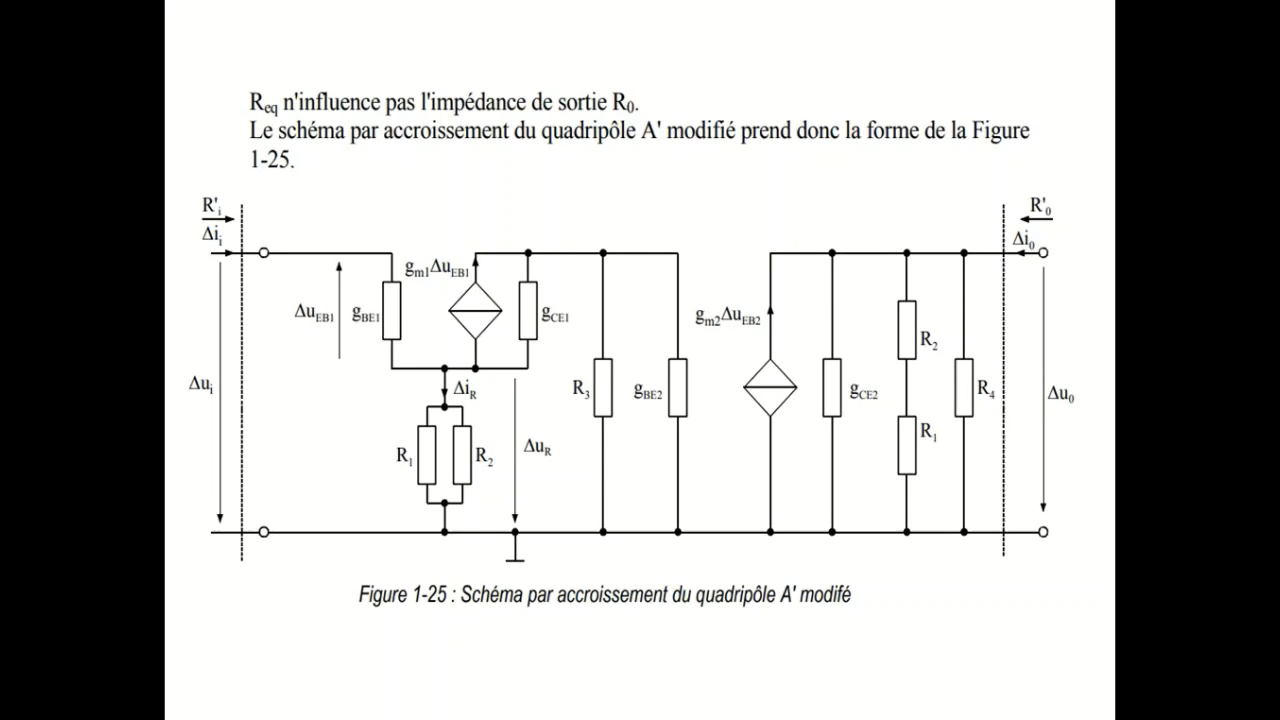 Req n'influence pas l'impédance de sortie R0.
Le schéma par accroissement du quadripôle A' modifié prend donc la forme de la Figure
1-25.
R'i
R'0
Δii
Δi0
gm1ΔuEB1
ΔuEB1
gBE1
gCE1
gm2ΔuEB2
R2
Δui
ΔiR
R3
gBE2
gCE2
R4
Δu0
R1
R2
ΔuR
R1
Figure 1-25 : Schéma par accroissement du quadripôle A' modifé